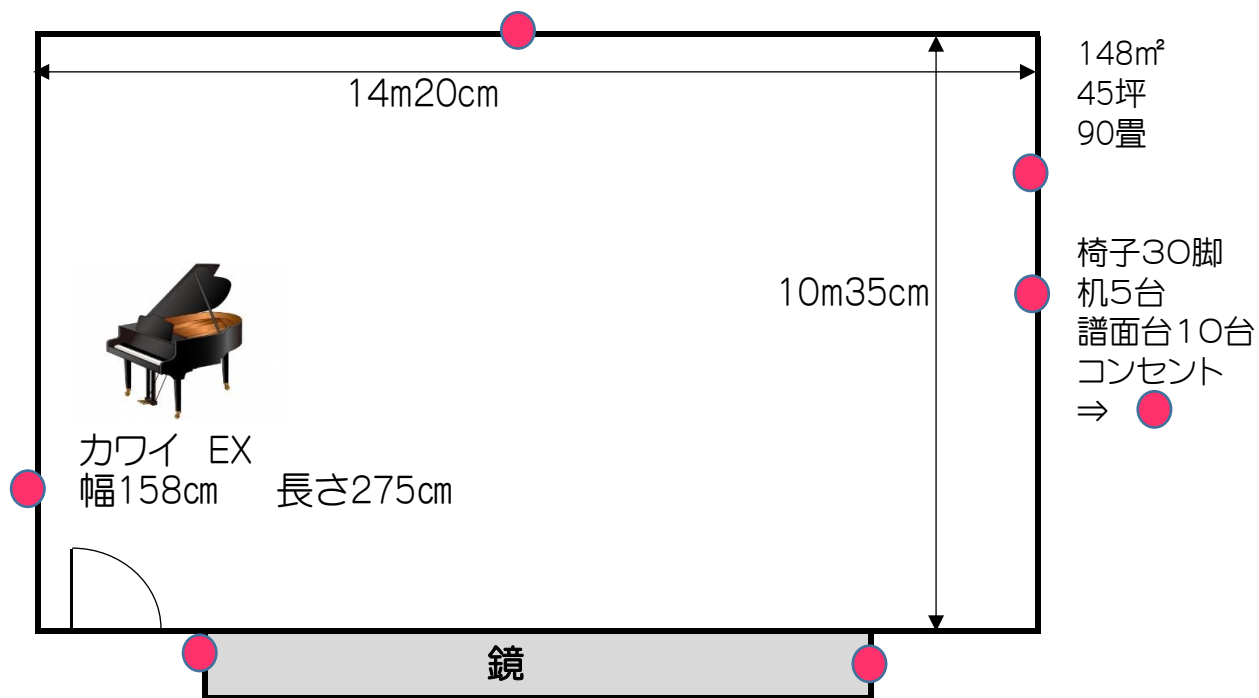 14m20cm
10m35cm
カワイ　EX
幅158㎝　　長さ275㎝
鏡
148㎡
45坪
90畳
椅子30脚
机5台
譜面台10台
コンセント
⇒